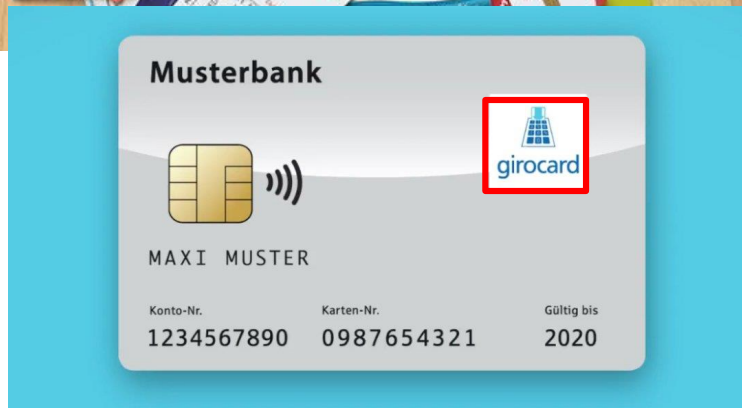 Musterbank
girocard
MAXI MUSTER
Konto-Nr. Karten-Nr. Gültig bis
1234567890 0987654321 2020